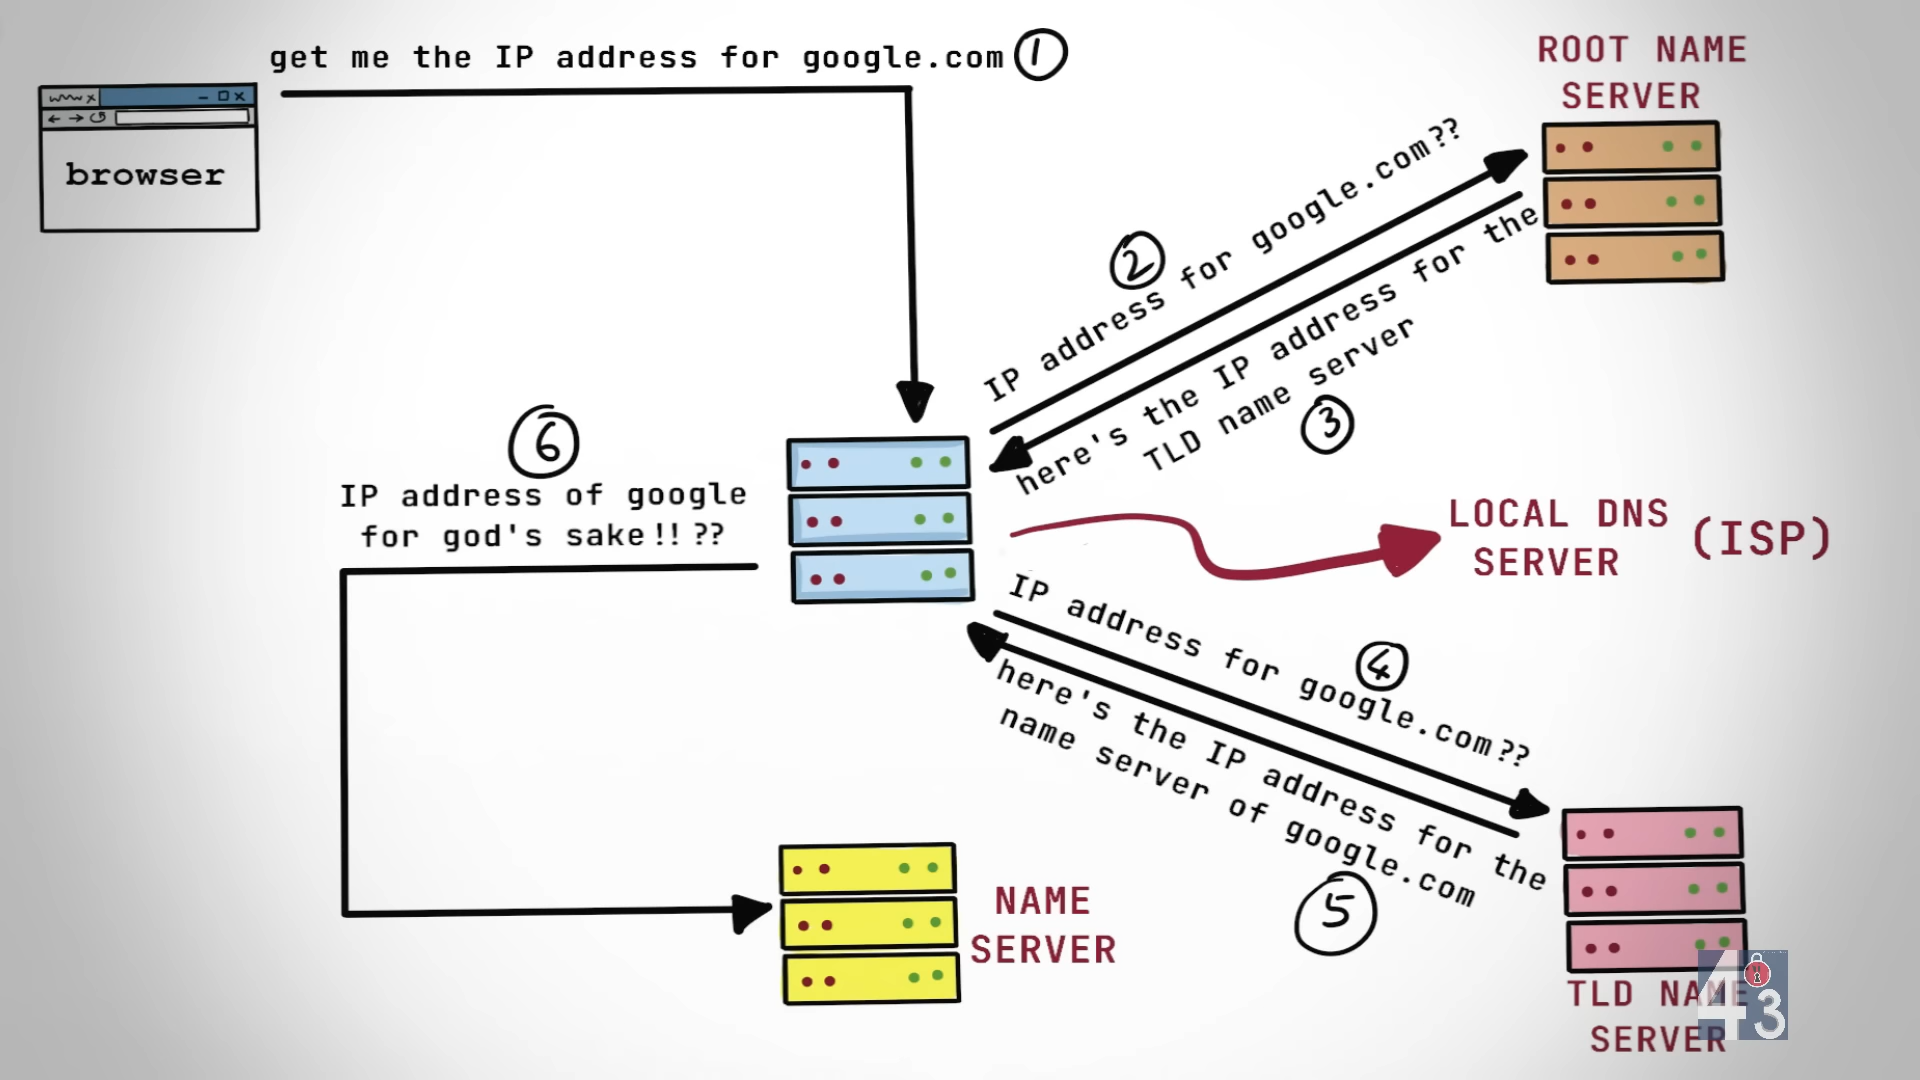 get me the IP address for google.com 1
browser
ROOT NAME
SERVER
2
IP address for google.com??
here's the IP address for the
TLD name server
3
6
IP address of google
for god's sake!!??
LOCAL DNS
SERVER
(ISP)
4
IP address for google.com??
here's the IP address for the
name server of google.com
5
NAME
SERVER
TLD NAME
SERVER
43